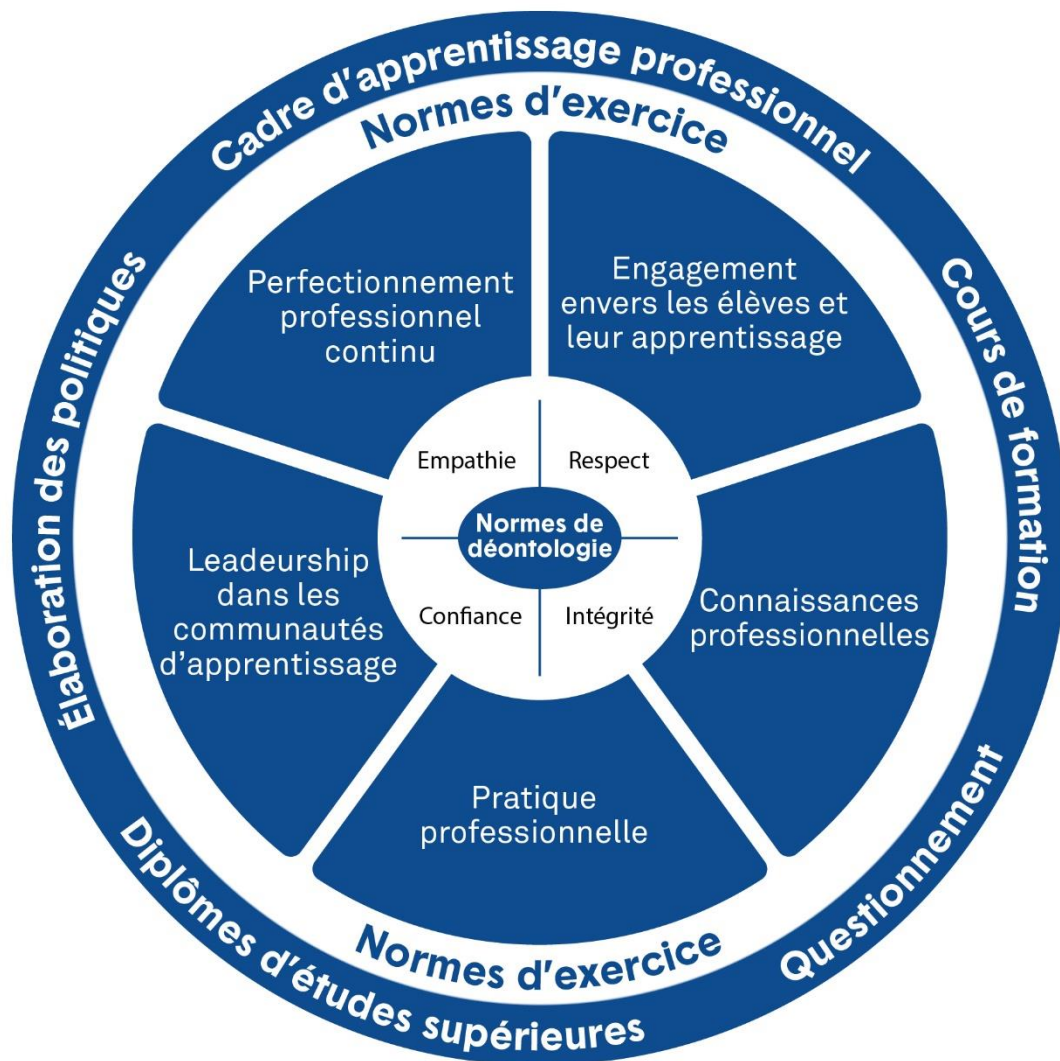 Cadre d'apprentissage professionnel
Cours de formation
Questionnement
Diplômes d'études supérieures
Élaboration des politiques
Normes d'exercice
Perfectionnement
professionnel
continu
Engagement
envers les élèves et
leur apprentissage
Connaissances
professionnelles
Pratique
professionnelle
Leadeurship
dans les
communautés
d'apprentissage
Empathie
Respect
Normes de
déontologie
Confiance
Intégrité
Normes d'exercice